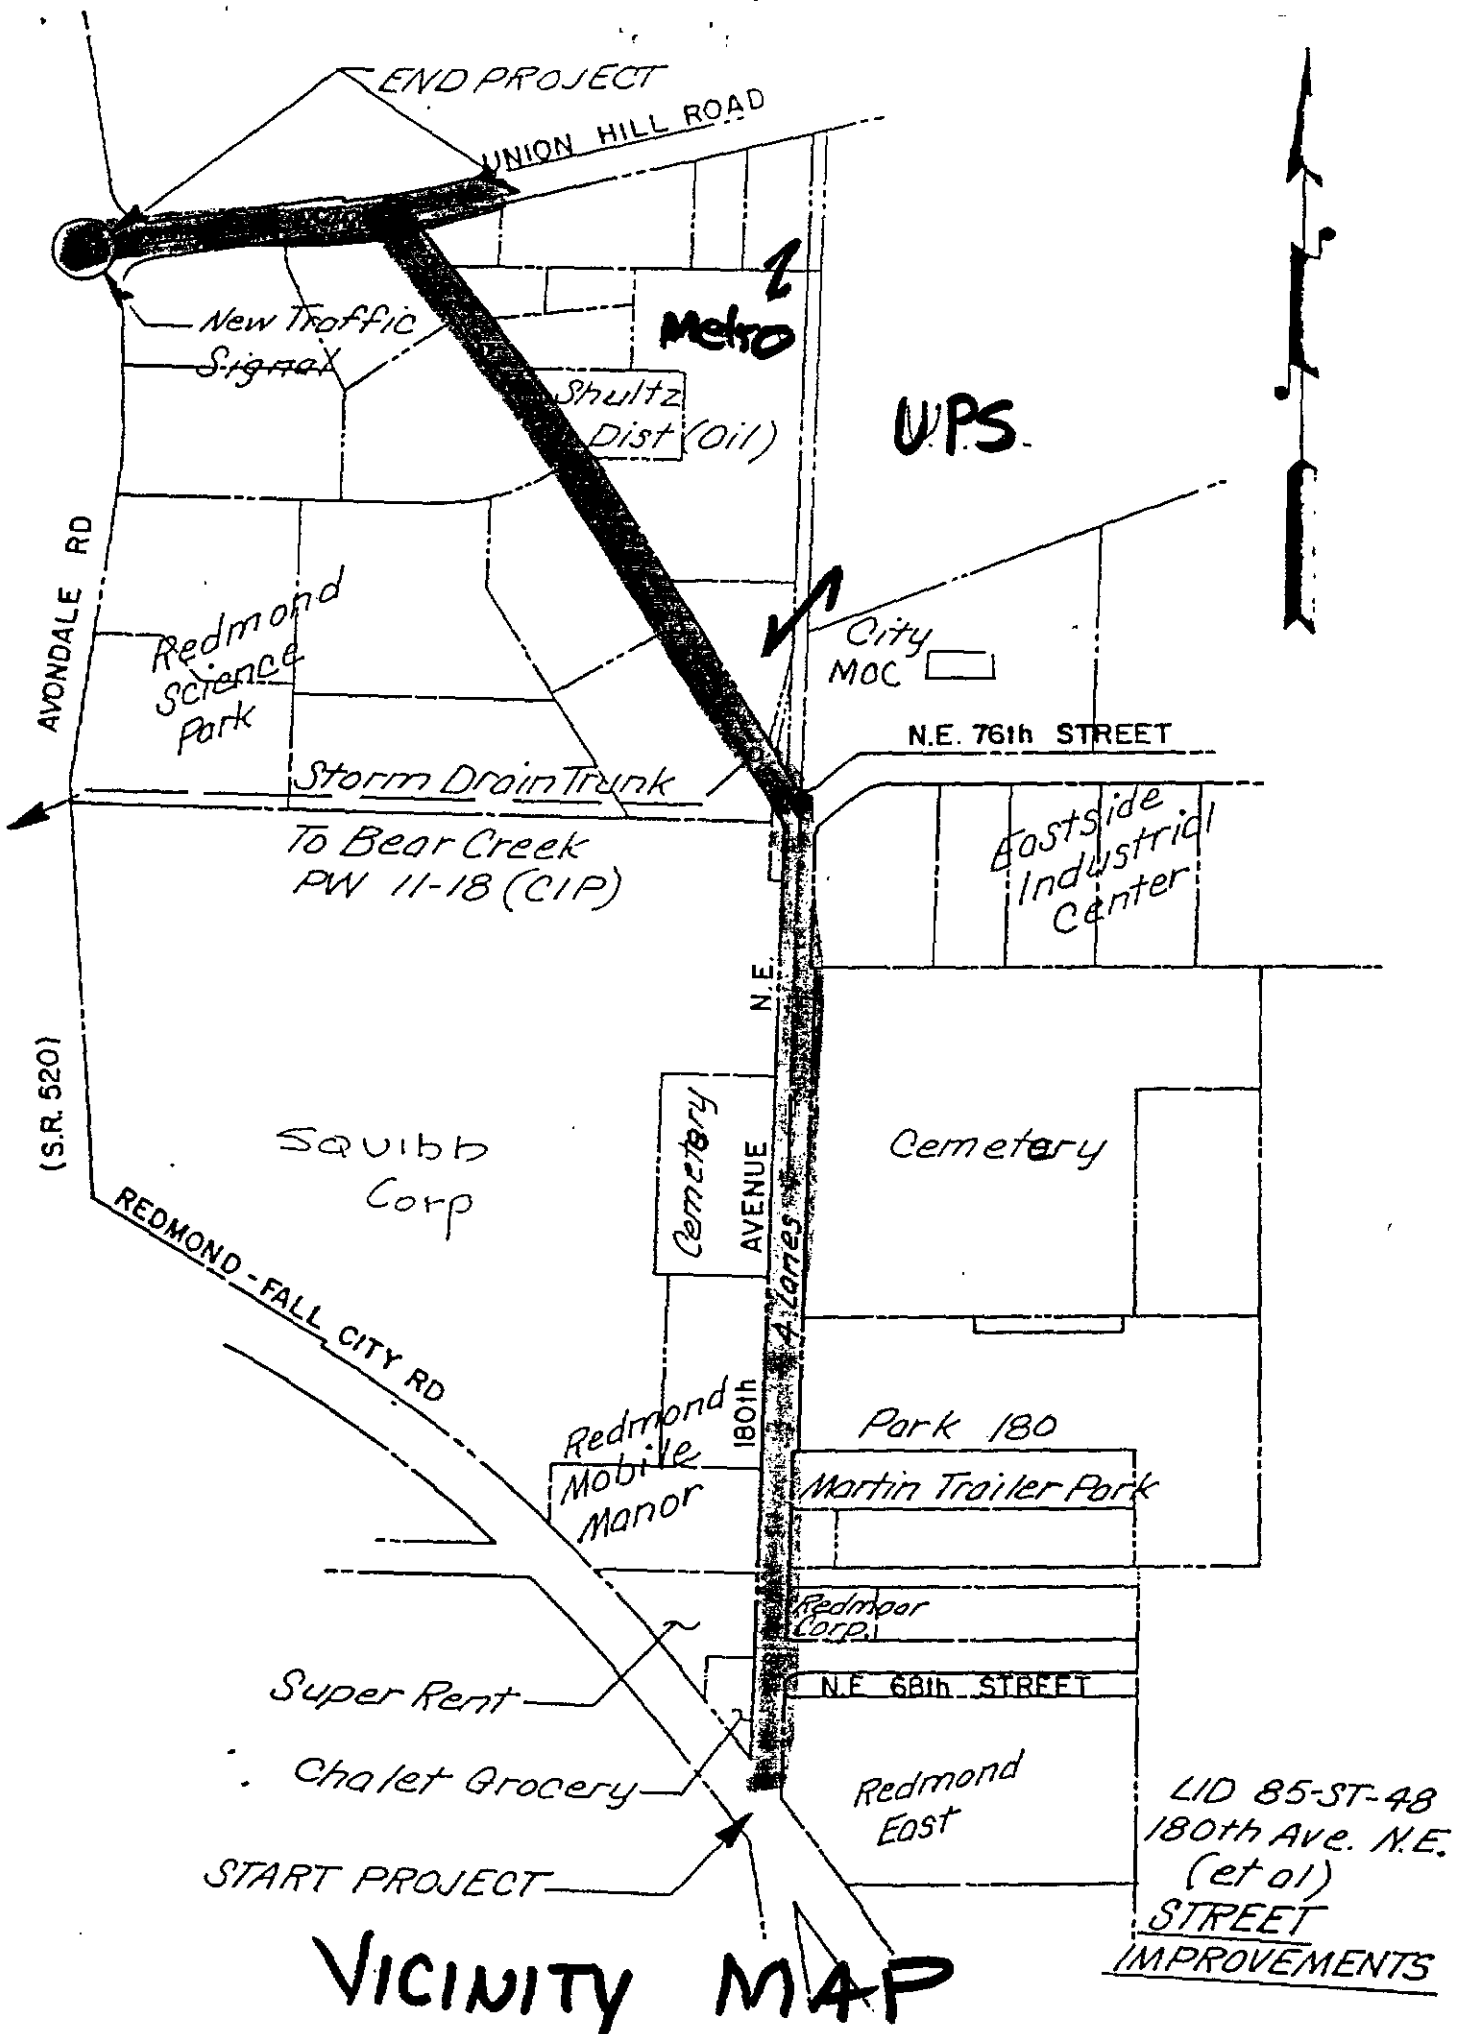 END PROJECT
UNION HILL ROAD
New Traffic
Signal
Metro
Shultz
Dist (Oil)
U.P.S.
AVONDALE RD
Redmond
Science
Park
City
MOC
N.E. 76th STREET
Storm Drain Trunk
To Bear Creek
PW 11-18 (CIP)
Eastside
Industrial
Center
(S.R. 520)
Squibb
Corp
Cemetery
180th AVENUE N.E.
4 Lanes
Cemetery
REDMOND - FALL CITY RD
Redmond
Mobile
Manor
Park 180
Martin Trailer Park
Redmoor
Corp.
Super Rent
N.E. 68th STREET
Chalet Grocery
Redmond
East
START PROJECT
LID 85-ST-48
180th Ave. N.E.
(et al)
STREET
IMPROVEMENTS
VICINITY MAP